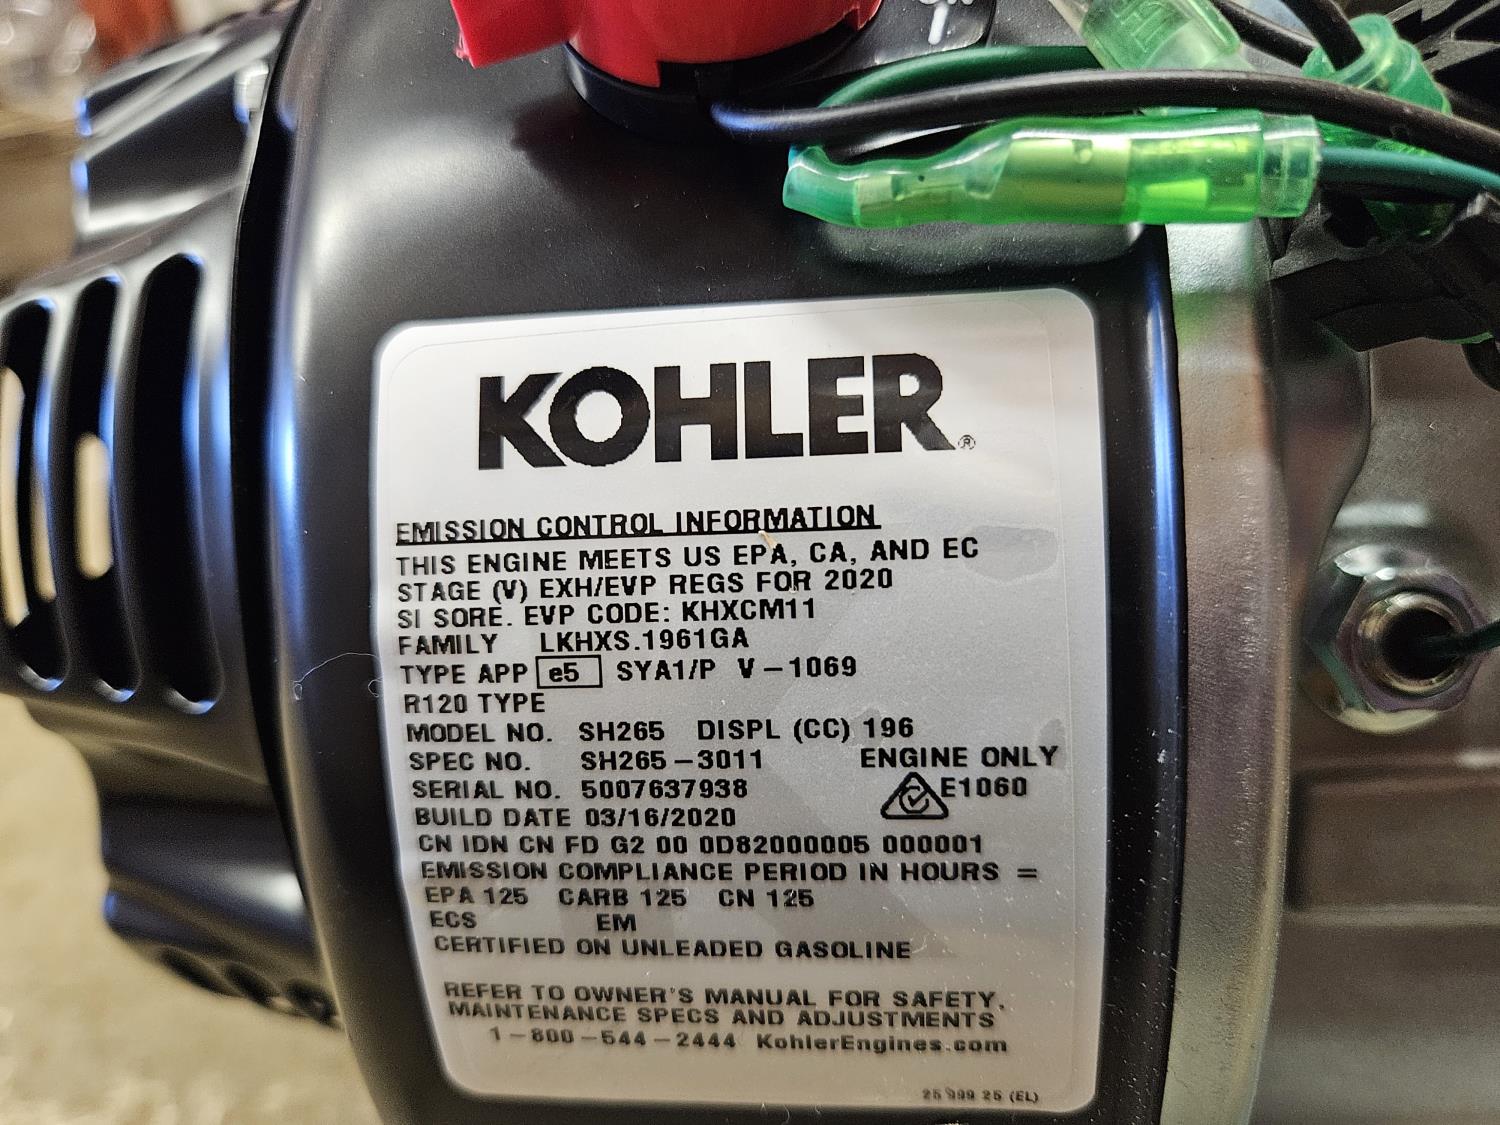 KOHLER®
EMISSION CONTROL INFORMATION
THIS ENGINE MEETS US EPA, CA, AND EC
STAGE (V) EXH/EVP REGS FOR 2020
SI SORE. EVP CODE: KHXCM11
FAMILY LKHXS.1961GA
TYPE APP e5 SYA1/P V-1069
R120 TYPE
MODEL NO. SH265 DISPL (CC) 196
SPEC NO. SH265-3011 ENGINE ONLY
SERIAL NO. 5007637938 E1060
BUILD DATE 03/16/2020
CN IDN CN FD G2 00 0D82000005 000001
EMISSION COMPLIANCE PERIOD IN HOURS =
EPA 125 CARB 125 CN 125
ECS EM
CERTIFIED ON UNLEADED GASOLINE
REFER TO OWNER'S MANUAL FOR SAFETY,
MAINTENANCE SPECS AND ADJUSTMENTS
1-800-544-2444 KohlerEngines.com
25 999 25 (EL)